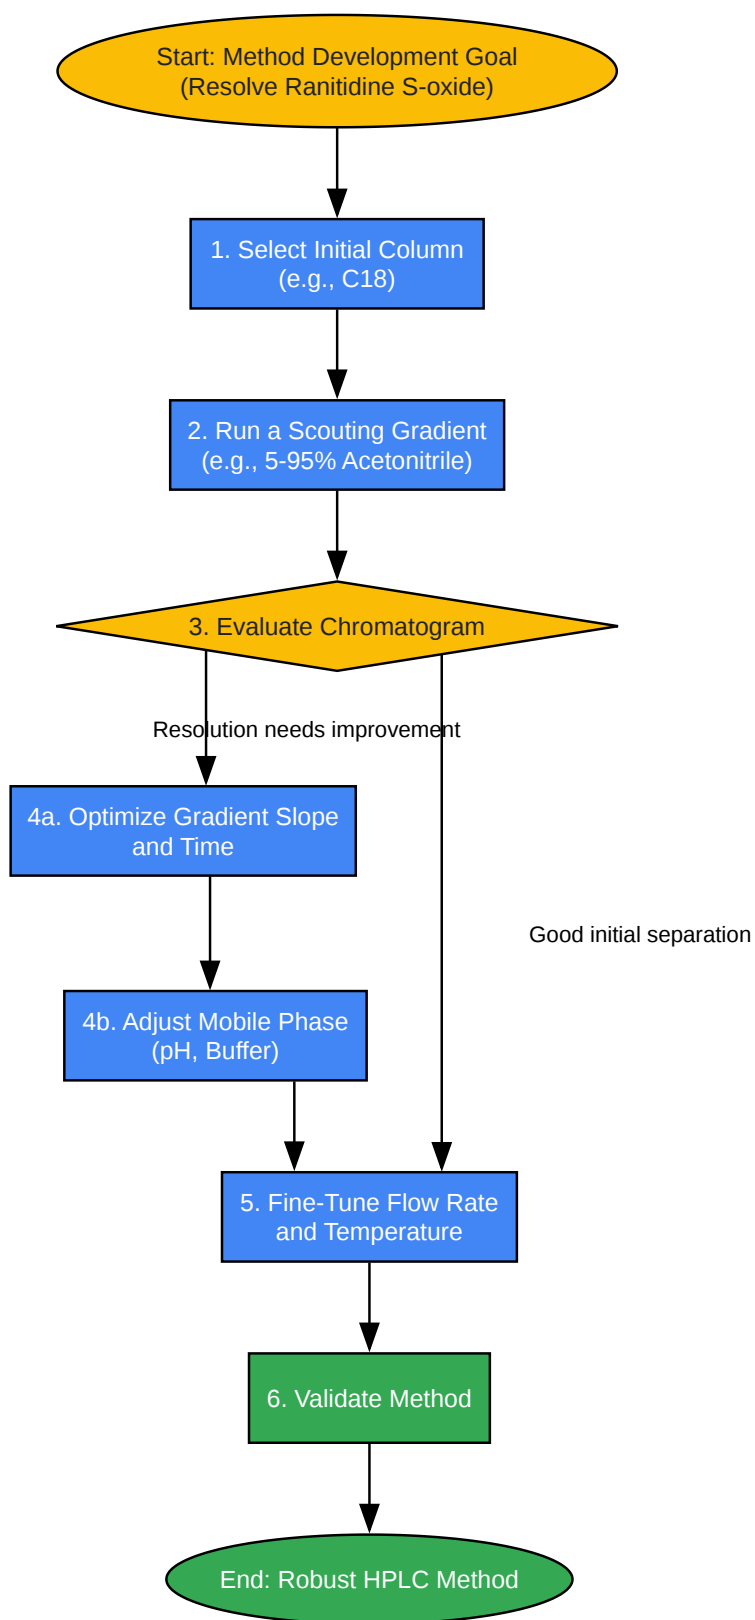 Start: Method Development Goal
(Resolve Ranitidine S-oxide)
1. Select Initial Column
(e.g., C18)
2. Run a Scouting Gradient
(e.g., 5-95% Acetonitrile)
3. Evaluate Chromatogram
Resolution needs improvement
4a. Optimize Gradient Slope
and Time
Good initial separation
4b. Adjust Mobile Phase
(pH, Buffer)
5. Fine-Tune Flow Rate
and Temperature
6. Validate Method
End: Robust HPLC Method